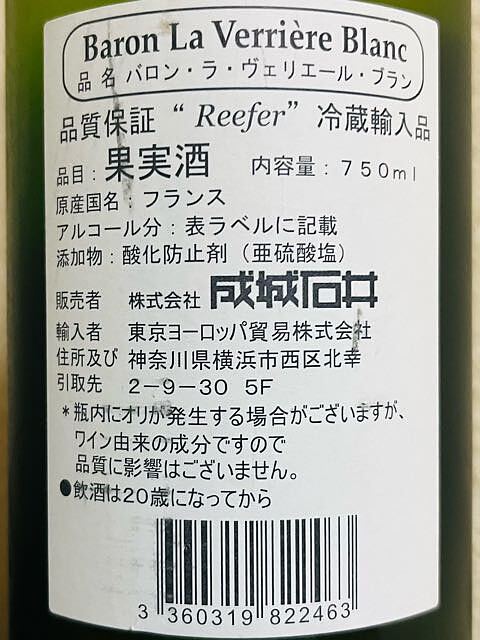 Baron La Verrière Blanc
品 名 バロン・ラ・ヴェリエール・ブラン
品質保証 “ Reefer” 冷蔵輸入品
品目：果実酒 内容量：７５０ｍｌ
原産国名：フランス
アルコール分：表ラベルに記載
添加物：酸化防止剤（亜硫酸塩）
販売者 株式会社 成城石井
輸入者 東京ヨーロッパ貿易株式会社
住所及び 神奈川県横浜市西区北幸
引取先 ２−９−３０ ５Ｆ
＊瓶内にオリが発生する場合がございますが、
ワイン由来の成分ですので
品質に影響はございません。
●飲酒は20歳になってから
3 360319 822463